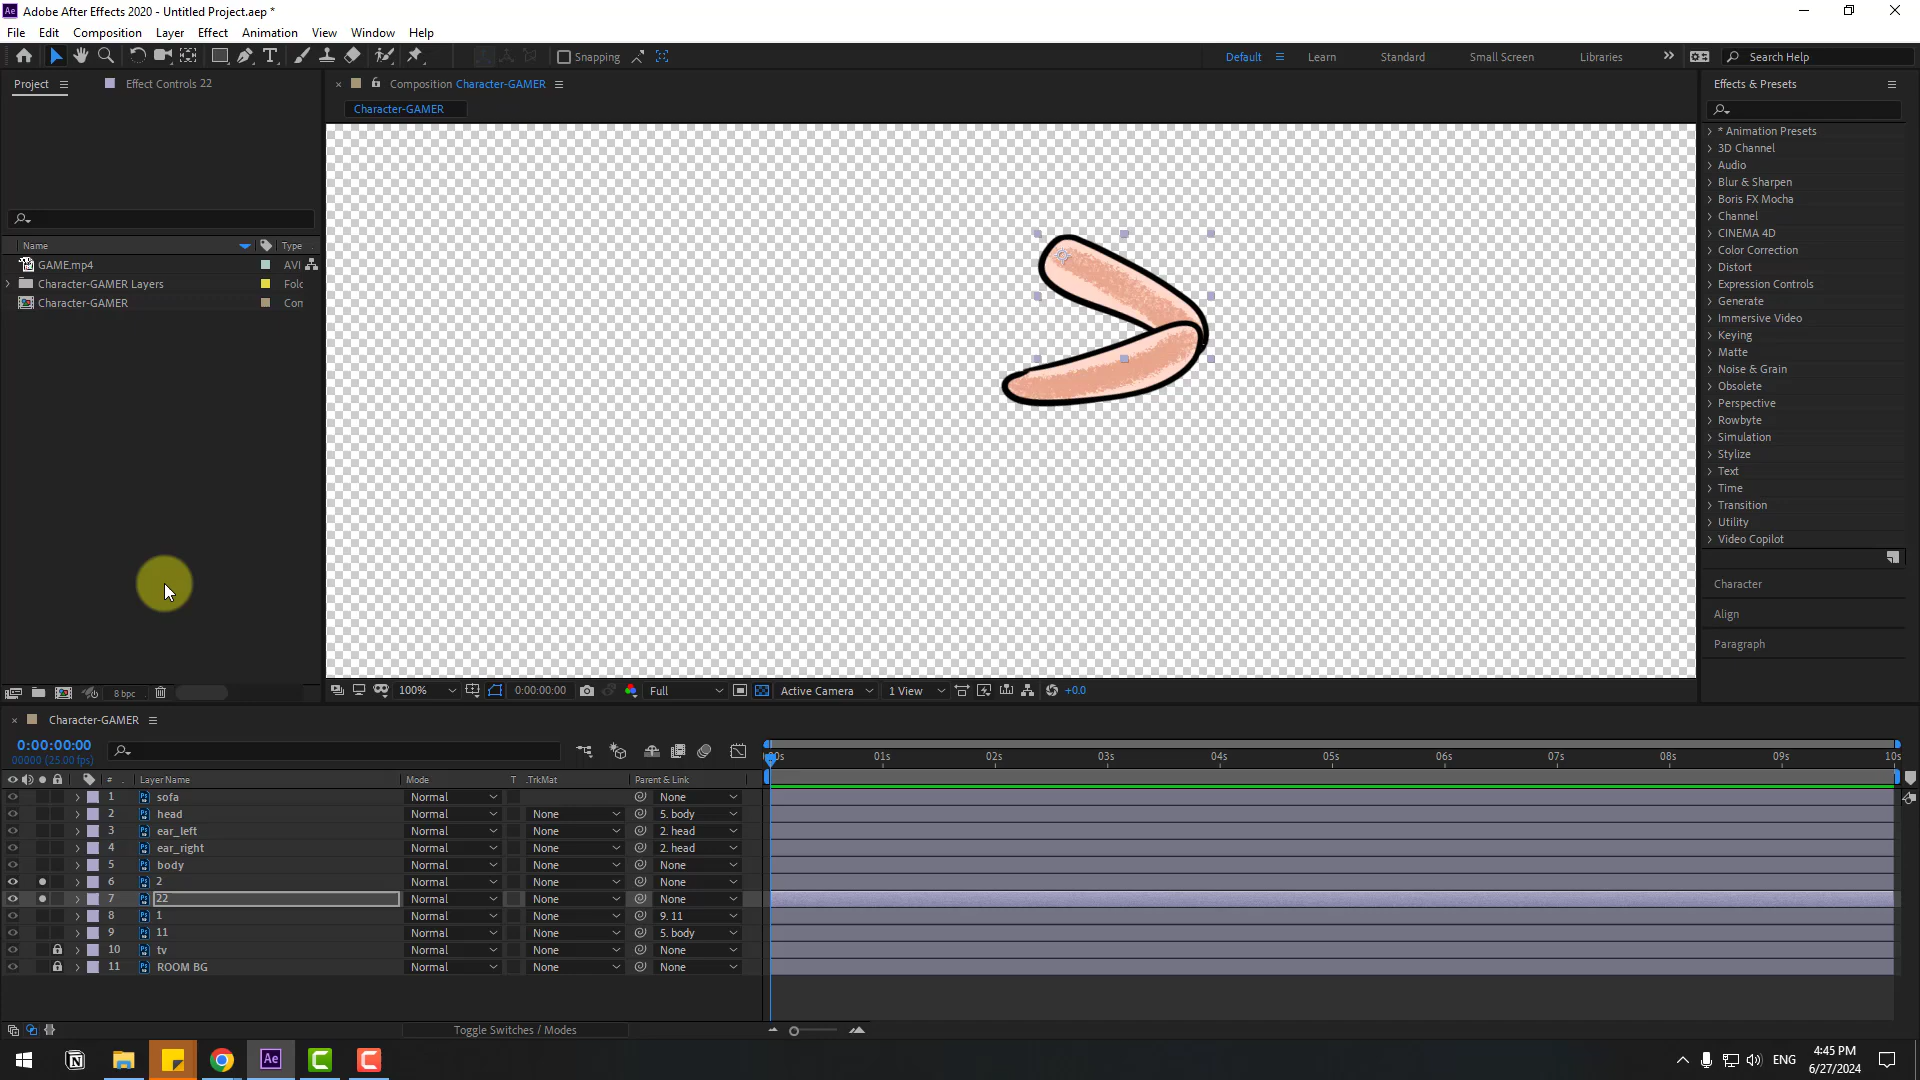 Adobe After Effects 2020 - Untitled Project.aep *
File Edit Composition Layer Effect Animation View Window Help
Snapping
Default Learn Standard Small Screen Libraries
Search Help
Project
Effect Controls 22
Composition Character-GAMER
Character-GAMER
Name Type
GAME.mp4 AVI
Character-GAMER Layers Folc
Character-GAMER Con
8 bpc
100% 0:00:00:00 Full Active Camera 1 View +0.0
Effects & Presets
* Animation Presets
3D Channel
Audio
Blur & Sharpen
Boris FX Mocha
Channel
CINEMA 4D
Color Correction
Distort
Expression Controls
Generate
Immersive Video
Keying
Matte
Noise & Grain
Obsolete
Perspective
Rowbyte
Simulation
Stylize
Text
Time
Transition
Utility
Video Copilot
Character
Align
Paragraph
Character-GAMER
0:00:00:00
00000 (25.00 fps)
# Layer Name Mode T .TrkMat Parent & Link
1 sofa Normal None
2 head Normal None 5. body
3 ear_left Normal None 2. head
4 ear_right Normal None 2. head
5 body Normal None None
6 2 Normal None None
7 22 Normal None None
8 1 Normal None 9. 11
9 11 Normal None 5. body
10 tv Normal None None
11 ROOM BG Normal None None
01s 02s 03s 04s 05s 06s 07s 08s 09s 10s
Toggle Switches / Modes
ENG
4:45 PM
6/27/2024